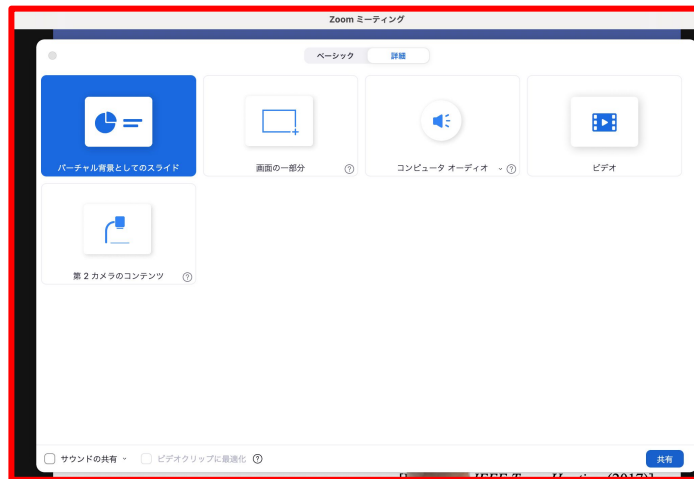 Zoom ミーティング
ベーシック 詳細
バーチャル背景としてのスライド
画面の一部分
コンピュータ オーディオ
ビデオ
第 2 カメラのコンテンツ
サウンドの共有 ビデオクリップに最適化
共有